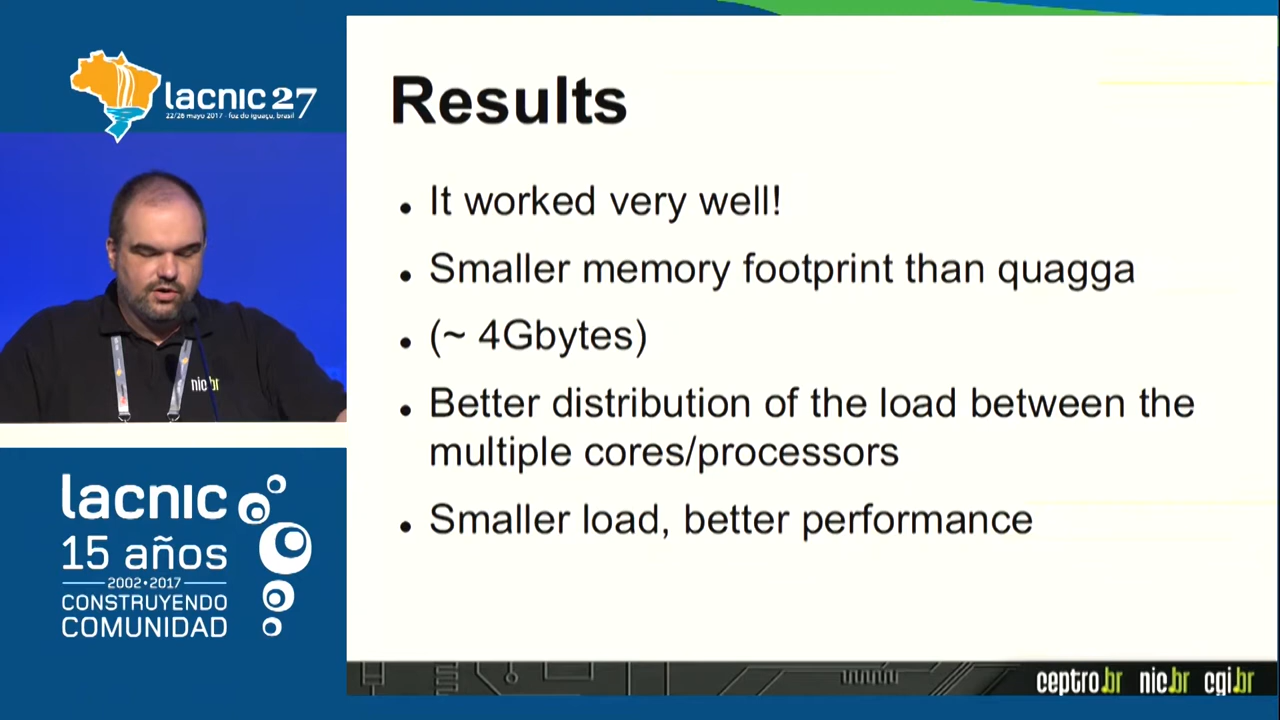 lacnic 27
22/26 mayo 2017 - foz do iguaçu, brasil
Results
It worked very well!
Smaller memory footprint than quagga
(~ 4Gbytes)
Better distribution of the load between the
multiple cores/processors
Smaller load, better performance
nic.br
lacnic
15 años
2002•2017
CONSTRUYENDO
COMUNIDAD
ceptro.br nic.br cgi.br